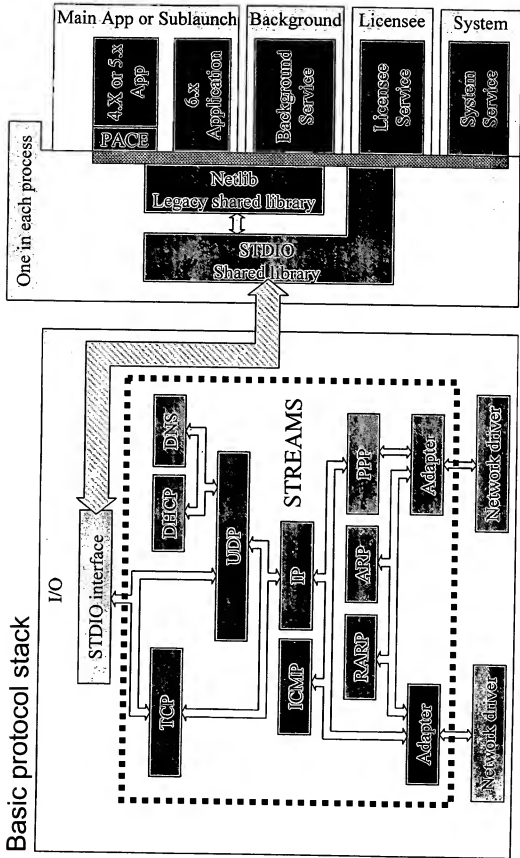 Basic protocol stack
I/O
STDIO interface
TCP
UDP
DHCP
DNS
STREAMS
ICMP
IP
RARP
ARP
PPP
Adapter
Adapter
Network driver
Network driver
One in each process
STDIO
Shared library
Netlib
Legacy shared library
PACE
4.X or 5.x
App
6.x
Application
Background
Service
Licensee
Service
System
Service
Main App or Sublaunch
Background
Licensee
System